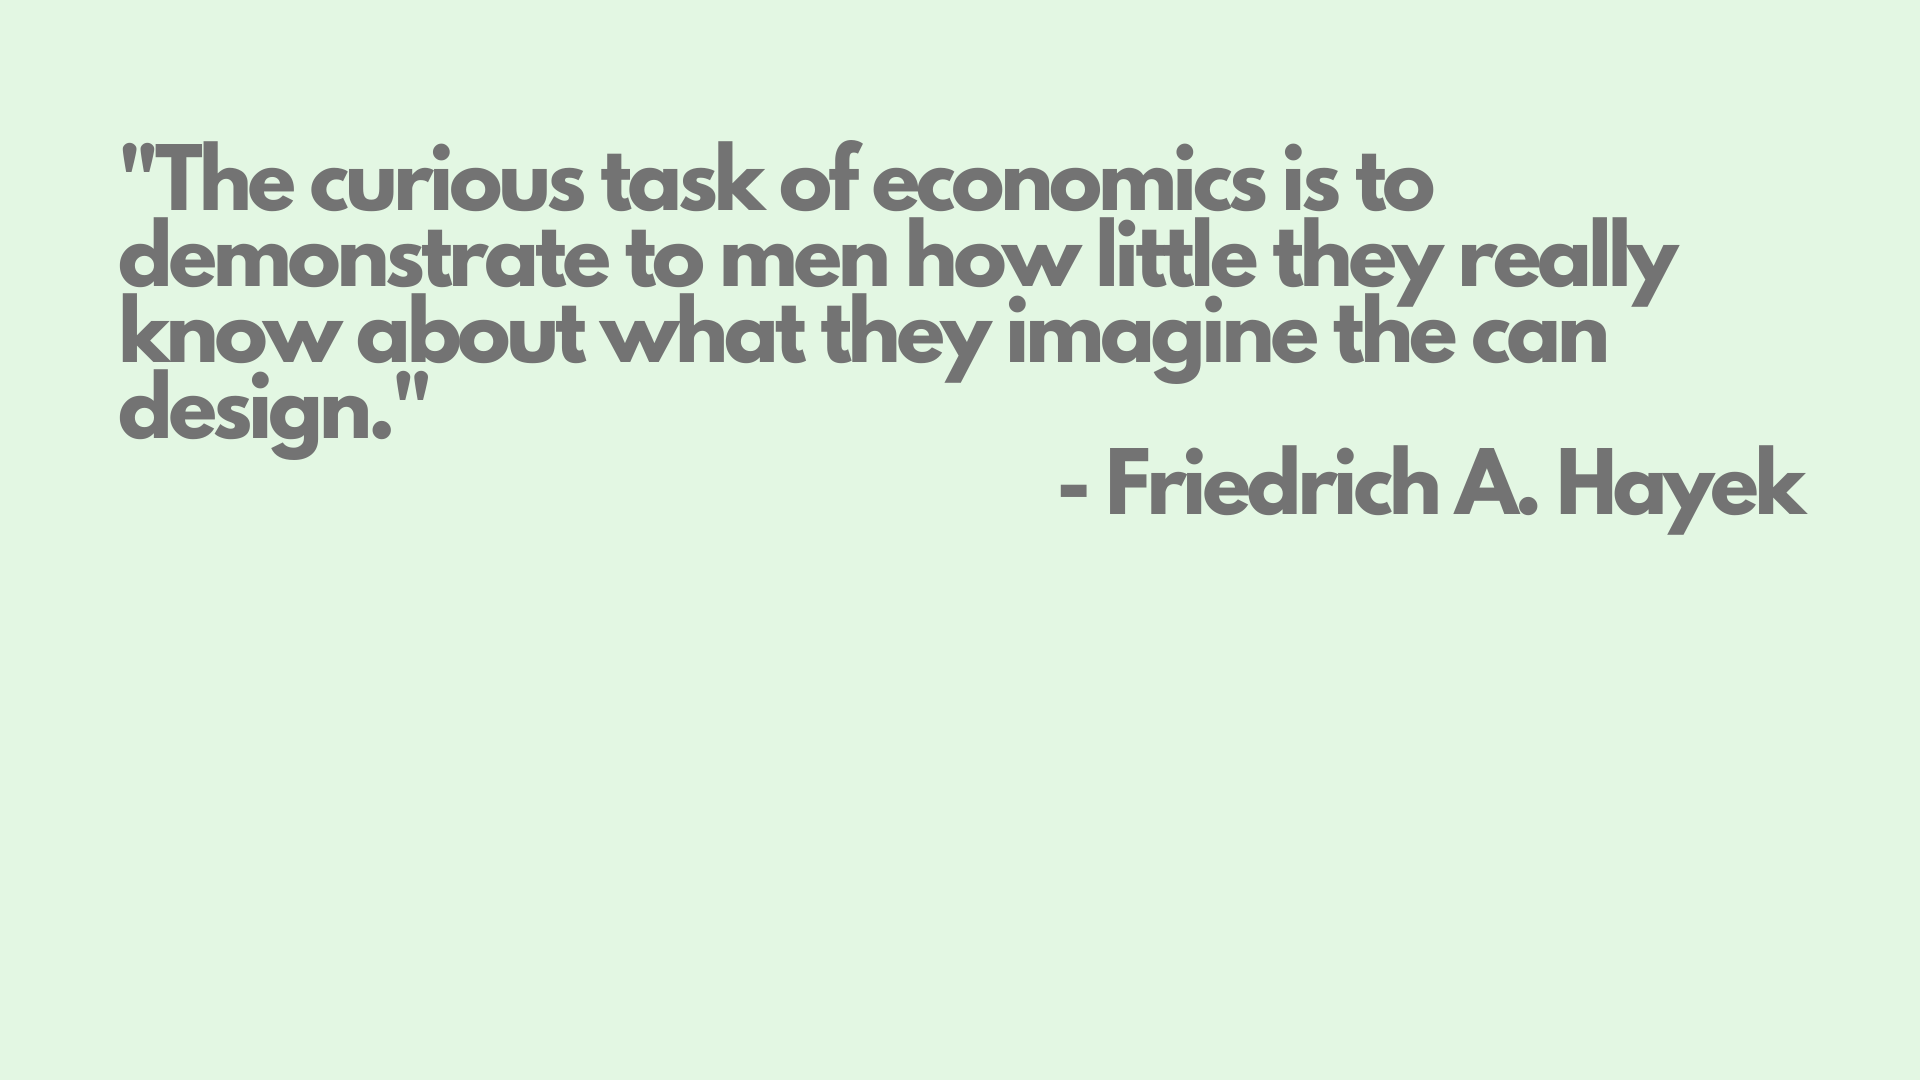 "The curious task of economics is to
demonstrate to men how little they really
know about what they imagine the can
design."
- Friedrich A. Hayek